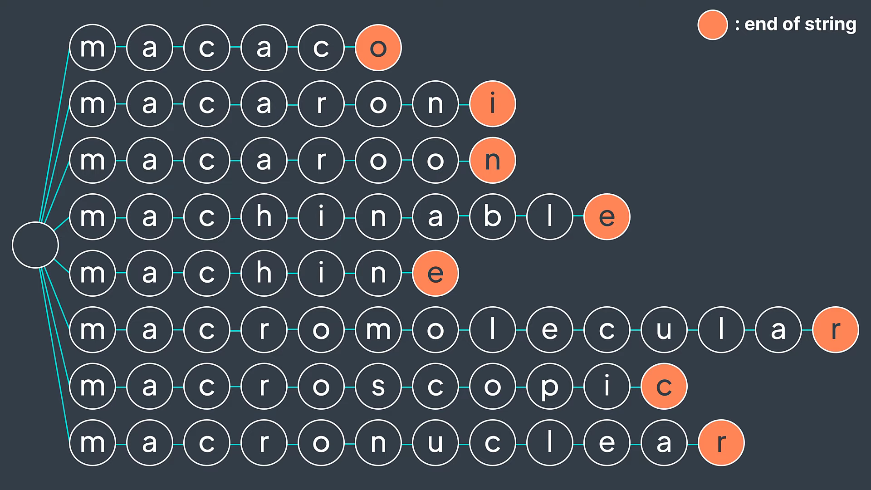 : end of string
m a c a c o
m a c a r o n i
m a c a r o o n
m a c h i n a b l e
m a c h i n e
m a c r o m o l e c u l a r
m a c r o s c o p i c
m a c r o n u c l e a r